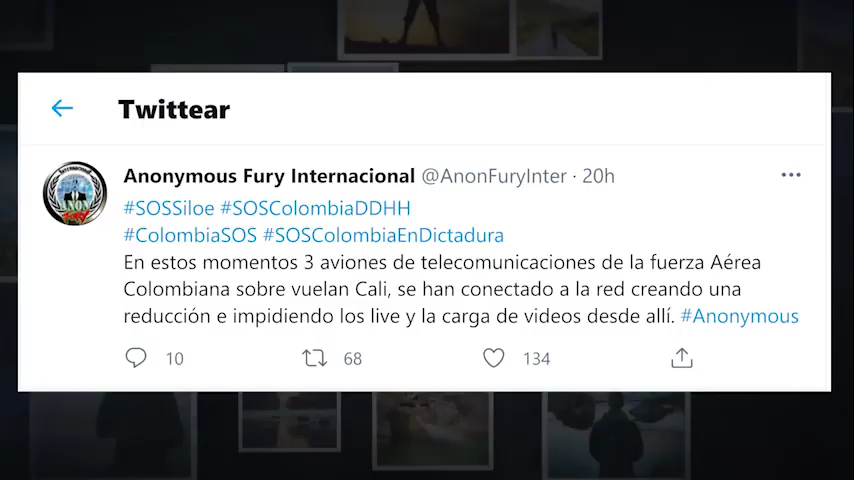 Twittear
Anonymous Fury Internacional @AnonFuryInter · 20h
#SOSSiloe #SOSColombiaDDHH
#ColombiaSOS #SOSColombiaEnDictadura
En estos momentos 3 aviones de telecomunicaciones de la fuerza Aérea
Colombiana sobre vuelan Cali, se han conectado a la red creando una
reducción e impidiendo los live y la carga de videos desde allí. #Anonymous
10 68 134